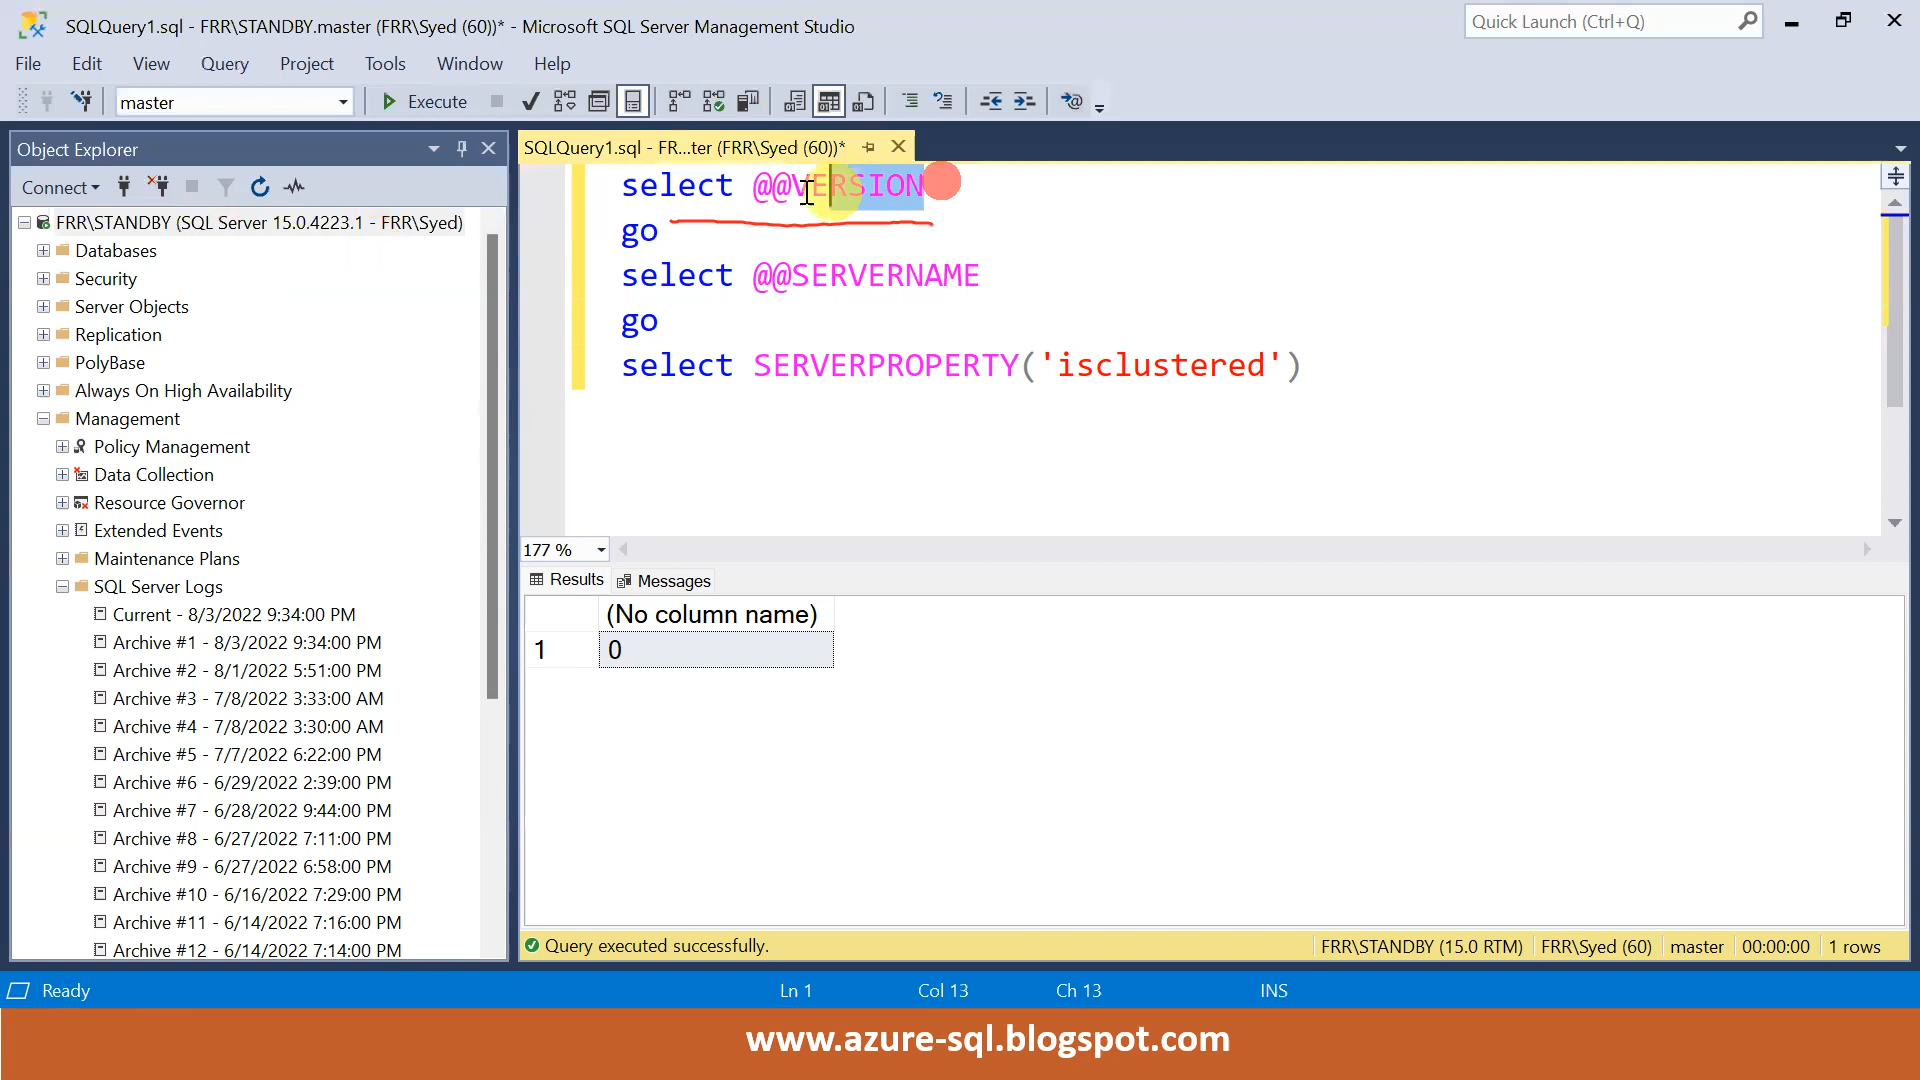 SQLQuery1.sql - FRR\STANDBY.master (FRR\Syed (60))* - Microsoft SQL Server Management Studio
Quick Launch (Ctrl+Q)
File Edit View Query Project Tools Window Help
master Execute
Object Explorer
Connect
FRR\STANDBY (SQL Server 15.0.4223.1 - FRR\Syed)
Databases
Security
Server Objects
Replication
PolyBase
Always On High Availability
Management
Policy Management
Data Collection
Resource Governor
Extended Events
Maintenance Plans
SQL Server Logs
Current - 8/3/2022 9:34:00 PM
Archive #1 - 8/3/2022 9:34:00 PM
Archive #2 - 8/1/2022 5:51:00 PM
Archive #3 - 7/8/2022 3:33:00 AM
Archive #4 - 7/8/2022 3:30:00 AM
Archive #5 - 7/7/2022 6:22:00 PM
Archive #6 - 6/29/2022 2:39:00 PM
Archive #7 - 6/28/2022 9:44:00 PM
Archive #8 - 6/27/2022 7:11:00 PM
Archive #9 - 6/27/2022 6:58:00 PM
Archive #10 - 6/16/2022 7:29:00 PM
Archive #11 - 6/14/2022 7:16:00 PM
Archive #12 - 6/14/2022 7:14:00 PM
SQLQuery1.sql - FR...ter (FRR\Syed (60))*
select @@VERSION
go
select @@SERVERNAME
go
select SERVERPROPERTY('isclustered')
177 %
Results Messages
(No column name)
1 0
Query executed successfully. FRR\STANDBY (15.0 RTM) FRR\Syed (60) master 00:00:00 1 rows
Ready Ln 1 Col 13 Ch 13 INS
www.azure-sql.blogspot.com